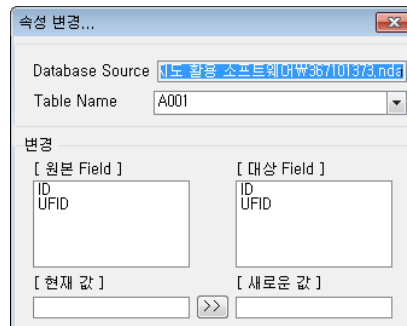 속성 변경...
Database Source 지도 활용 소프트웨어₩367101373.nda
Table Name A001
변경
[ 원본 Field ] [ 대상 Field ]
ID ID
UFID UFID
[ 현재 값 ] [ 새로운 값 ]
>>